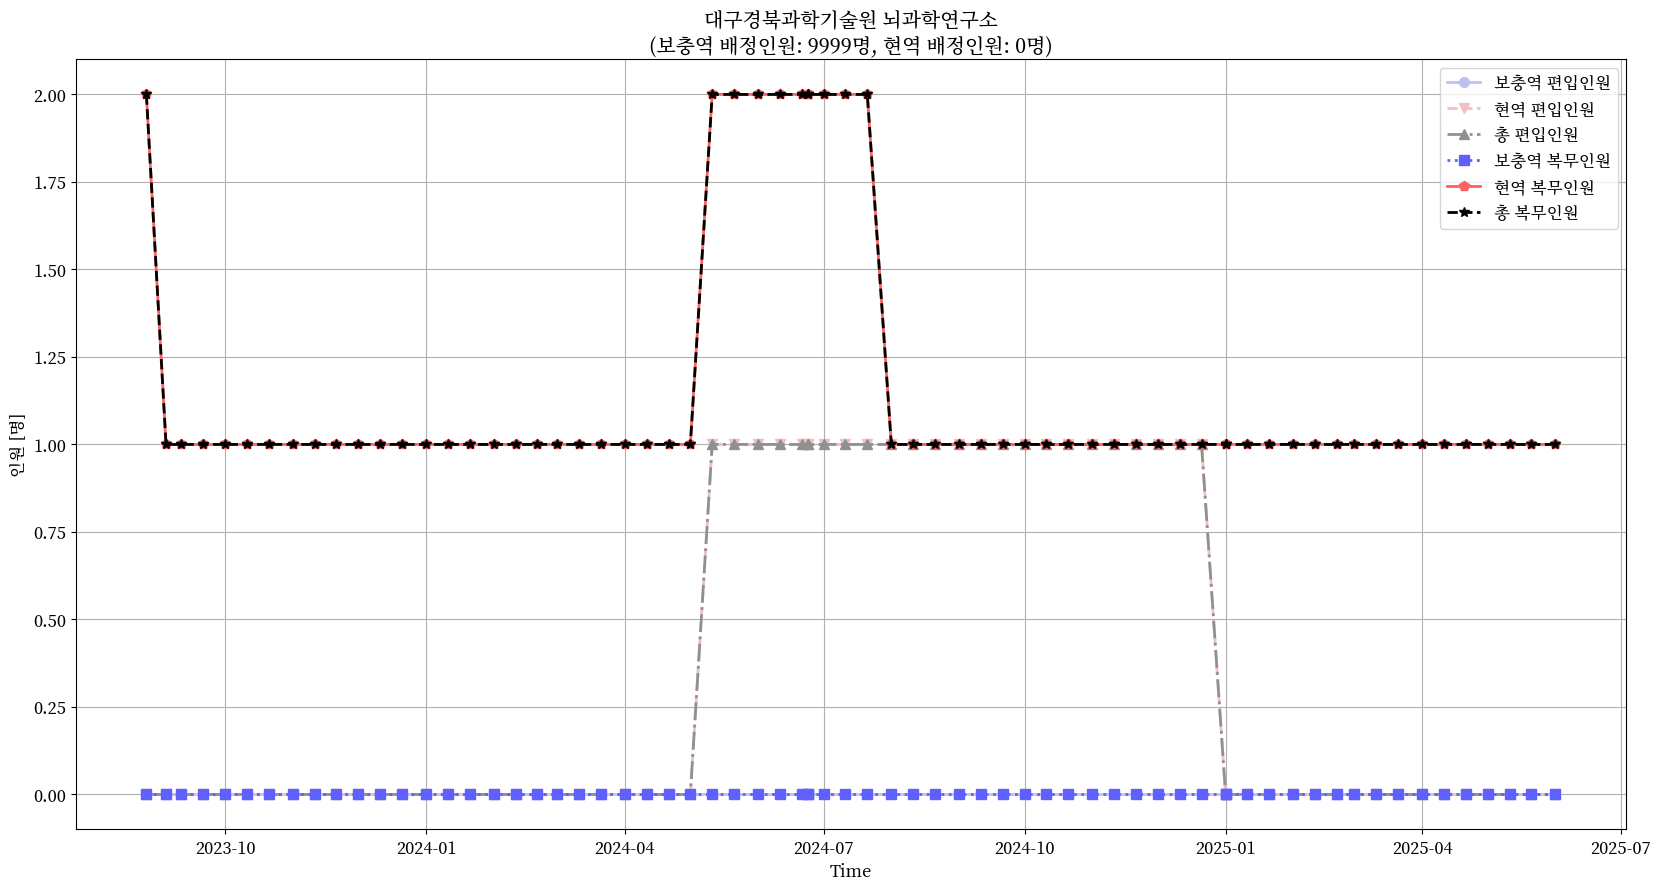 대구경북과학기술원 뇌과학연구소
(보충역 배정인원: 9999명, 현역 배정인원: 0명)
보충역 편입인원
현역 편입인원
총 편입인원
보충역 복무인원
현역 복무인원
총 복무인원
2.00
1.75
1.50
1.25
1.00
0.75
0.50
0.25
0.00
인원 [명]
2023-10
2024-01
2024-04
2024-07
2024-10
2025-01
2025-04
2025-07
Time